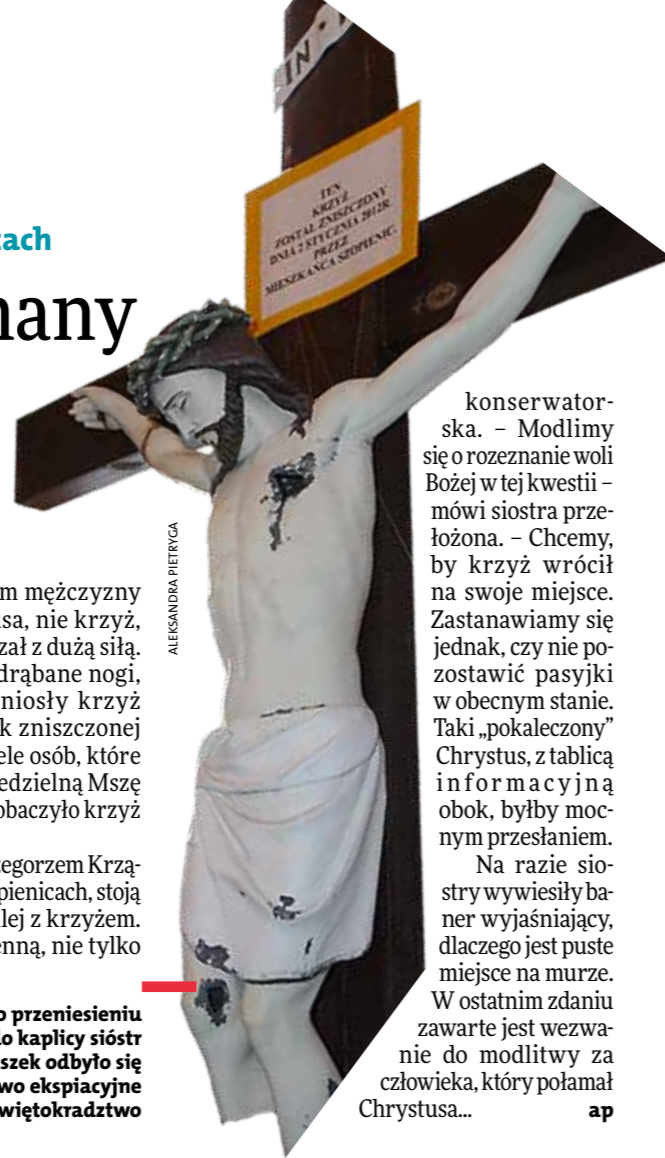 IN
TEN
KRZYŻ
ZOSTAŁ ZNISZCZONY
DNIA 2 STYCZNIA 2012R.
PRZEZ
MIESZKAŃCA SZOPIENIC.
ALEKSANDRA PIETRYGA
m mężczyzny
sa, nie krzyż,
zał z dużą siłą.
drąbane nogi,
niosły krzyż
k zniszczonej
ele osób, które
edzielną Mszę
obaczyło krzyż
egorzem Krzą-
pienicach, stoją
lej z krzyżem.
enną, nie tylko
o przeniesieniu
do kaplicy sióstr
szek odbyło się
wo ekspiacyjne
więtokradztwo
konserwator-
ska. – Modlimy
się o rozeznanie woli
Bożej w tej kwestii –
mówi siostra prze-
łożona. – Chcemy,
by krzyż wrócił
na swoje miejsce.
Zastanawiamy się
jednak, czy nie po-
zostawić pasyjki
w obecnym stanie.
Taki „pokaleczony”
Chrystus, z tablicą
informacyjną
obok, byłby moc-
nym przesłaniem.
Na razie sio-
stry wywiesiły ba-
ner wyjaśniający,
dlaczego jest puste
miejsce na murze.
W ostatnim zdaniu
zawarte jest wezwa-
nie do modlitwy za
człowieka, który połamał
Chrystusa...
ap